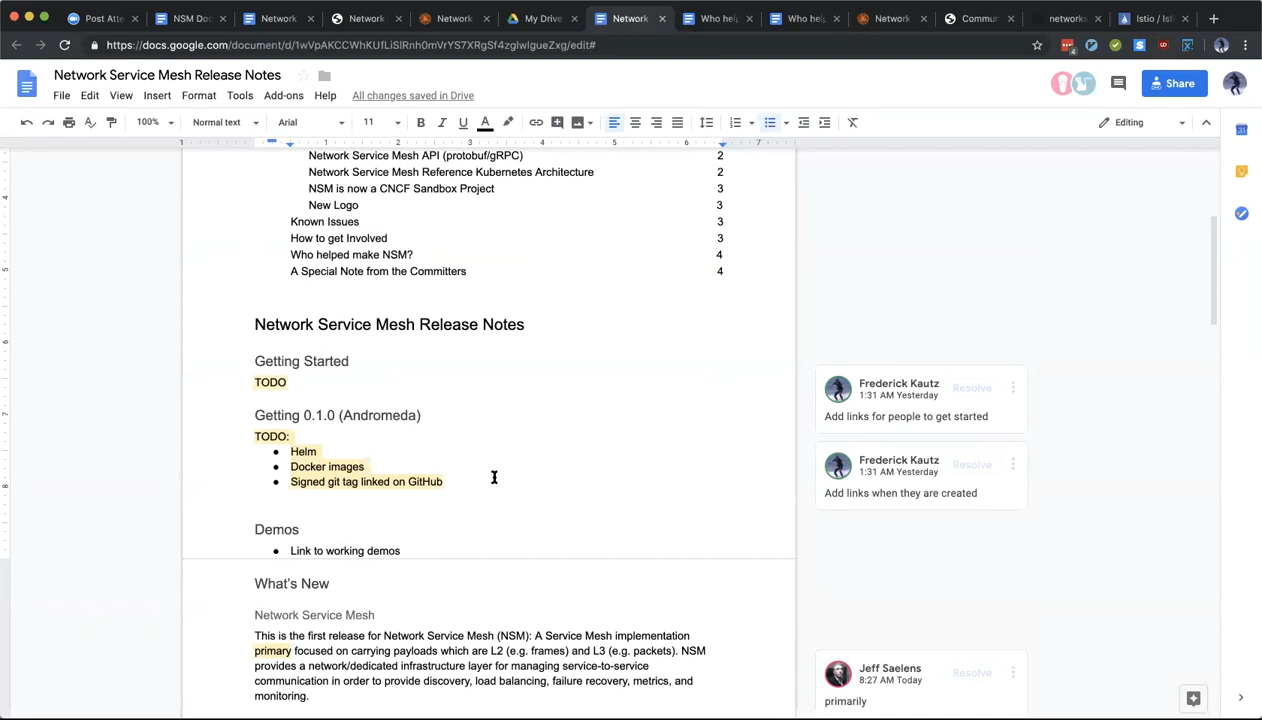 Post Atte
NSM Doc
Network
Network
Network
My Drive
Network
Who help
Who help
Network
Commun
networks
Istio / Ist
https://docs.google.com/document/d/1wVpAKCCWhKUfLiSlRnh0mVrYS7XRgSf4zglwlgueZxg/edit#
Network Service Mesh Release Notes
File Edit View Insert Format Tools Add-ons Help All changes saved in Drive
Share
100% Normal text Arial 11 Editing
Network Service Mesh API (protobuf/gRPC) 2
Network Service Mesh Reference Kubernetes Architecture 2
NSM is now a CNCF Sandbox Project 3
New Logo 3
Known Issues 3
How to get Involved 3
Who helped make NSM? 4
A Special Note from the Committers 4
Network Service Mesh Release Notes
Getting Started
TODO
Getting 0.1.0 (Andromeda)
TODO:
Helm
Docker images
Signed git tag linked on GitHub
Demos
Link to working demos
What's New
Network Service Mesh
This is the first release for Network Service Mesh (NSM): A Service Mesh implementation
primary focused on carrying payloads which are L2 (e.g. frames) and L3 (e.g. packets). NSM
provides a network/dedicated infrastructure layer for managing service-to-service
communication in order to provide discovery, load balancing, failure recovery, metrics, and
monitoring.
Frederick Kautz
1:31 AM Yesterday
Resolve
Add links for people to get started
Frederick Kautz
1:31 AM Yesterday
Resolve
Add links when they are created
Jeff Saelens
8:27 AM Today
Resolve
primarily